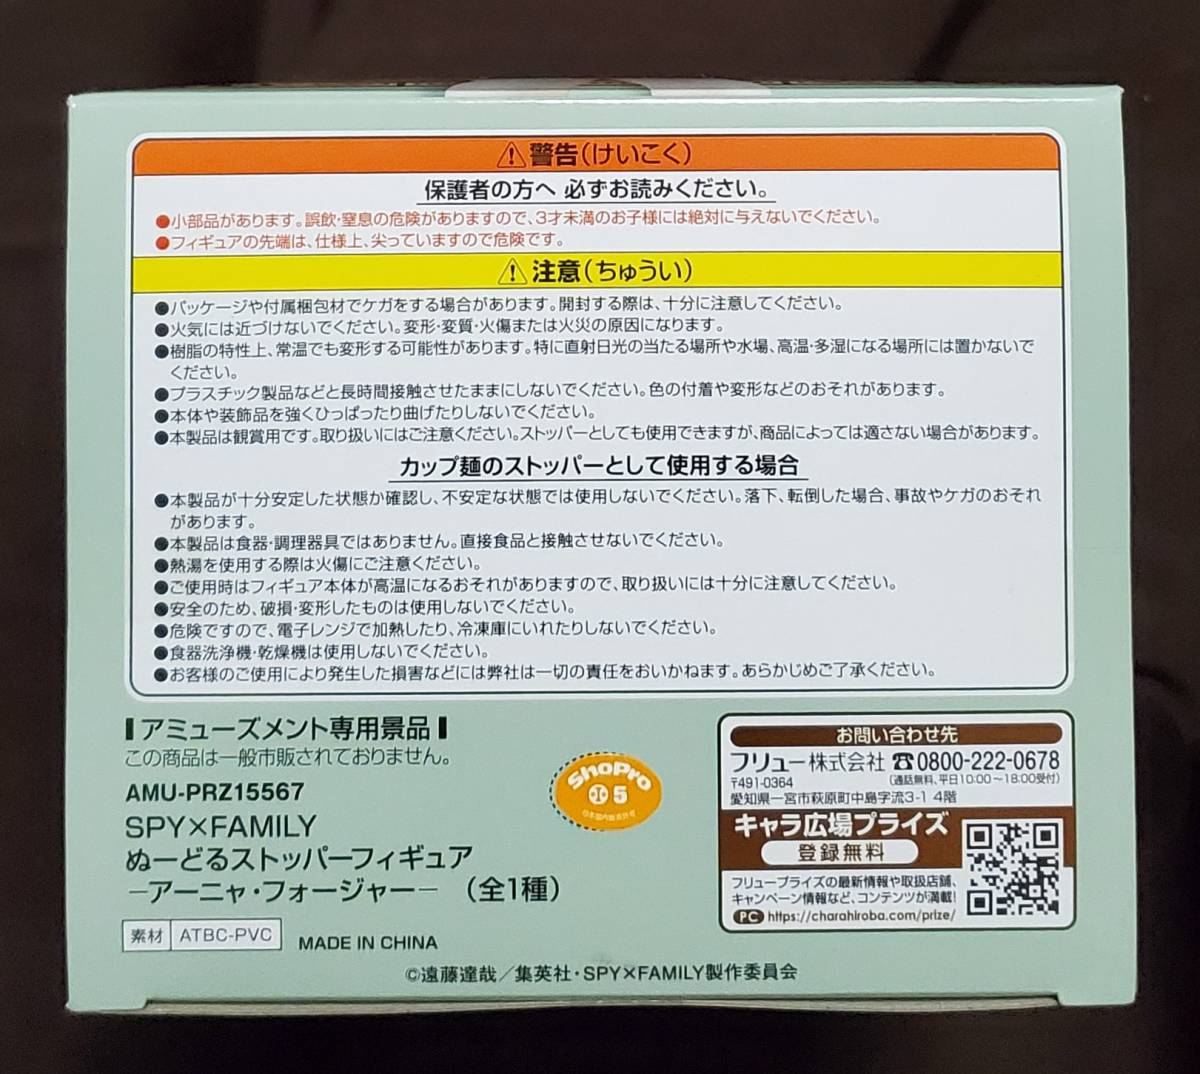 警告(けいこく)
保護者の方へ 必ずお読みください。
●小部品があります。誤飲・窒息の危険がありますので、3才未満のお子様には絶対に与えないでください。
●フィギュアの先端は、仕様上、尖っていますので危険です。
注意(ちゅうい)
●パッケージや付属梱包材でケガをする場合があります。開封する際は、十分に注意してください。
●火気には近づけないでください。変形・変質・火傷または火災の原因になります。
●樹脂の特性上、常温でも変形する可能性があります。特に直射日光の当たる場所や水場、高温・多湿になる場所には置かないで
ください。
●プラスチック製品などと長時間接触させたままにしないでください。色の付着や変形などのおそれがあります。
●本体や装飾品を強くひっぱったり曲げたりしないでください。
●本製品は観賞用です。取り扱いにはご注意ください。ストッパーとしても使用できますが、商品によっては適さない場合があります。
カップ麺のストッパーとして使用する場合
●本製品が十分安定した状態か確認し、不安定な状態では使用しないでください。落下、転倒した場合、事故やケガのおそれ
があります。
●本製品は食器・調理器具ではありません。直接食品と接触させないでください。
●熱湯を使用する際は火傷にご注意ください。
●ご使用時はフィギュア本体が高温になるおそれがありますので、取り扱いには十分に注意してください。
●安全のため、破損・変形したものは使用しないでください。
●危険ですので、電子レンジで加熱したり、冷凍庫にいれたりしないでください。
●食器洗浄機・乾燥機は使用しないでください。
●お客様のご使用により発生した損害などには弊社は一切の責任をおいかねます。あらかじめご了承ください。
アミューズメント専用景品
この商品は一般市販されておりません。
AMU-PRZ15567
SPY×FAMILY
ぬーどるストッパーフィギュア
−アーニャ・フォージャー− (全1種)
素材 ATBC-PVC
MADE IN CHINA
ShoPro
小 5
日本国内販売許可
お問い合わせ先
フリュー株式会社 ☎0800-222-0678
〒491-0364 (通話無料、平日10:00〜18:00受付)
愛知県一宮市萩原町中島字流3-1 4階
キャラ広場プライズ
登録無料
フリュープライズの最新情報や取扱店舗、
キャンペーン情報など、コンテンツが満載!
PC https://charahiroba.com/prize/
©遠藤達哉/集英社・SPY×FAMILY製作委員会